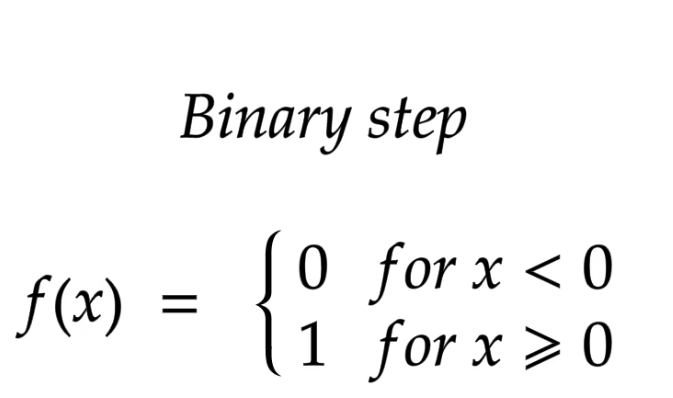 Binary step
f(x) = { 0 for x < 0
1 for x ⩾ 0